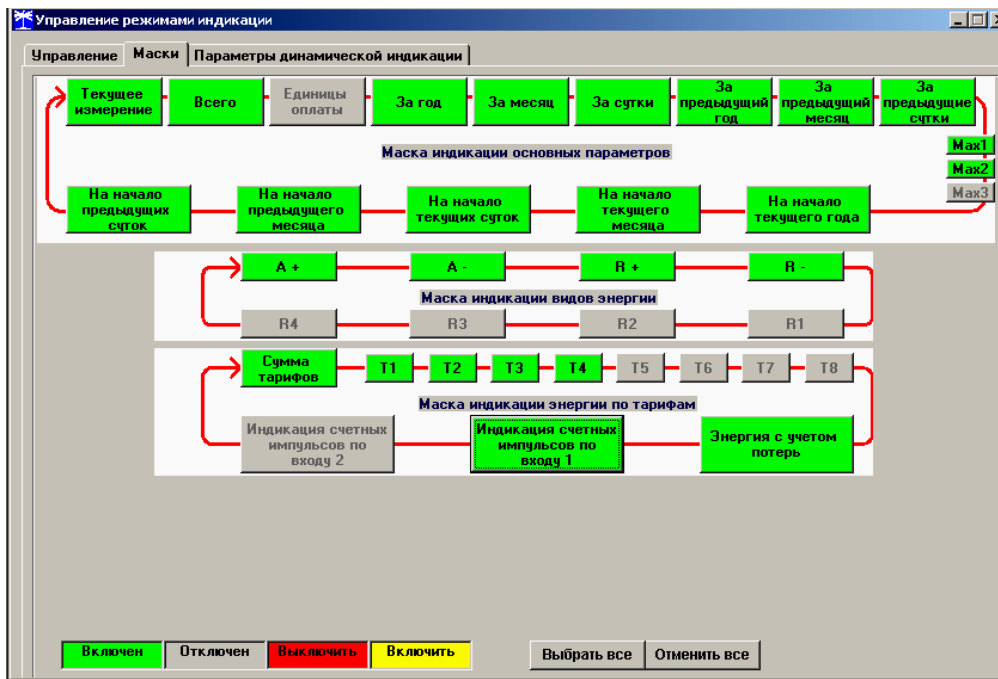 Управление режимами индикации
Управление Маски Параметры динамической индикации
Текущее
измерение
Всего
Единицы
оплаты
За год
За месяц
За сутки
За
предыдущий
год
За
предыдущий
месяц
За
предыдущие
сутки
Маска индикации основных параметров
Max1
Max2
Max3
На начало
предыдущих
суток
На начало
предыдущего
месяца
На начало
текущих суток
На начало
текущего
месяца
На начало
текущего года
A +
A -
R +
R -
Маска индикации видов энергии
R4
R3
R2
R1
Сумма
тарифов
T1
T2
T3
T4
T5
T6
T7
T8
Маска индикации энергии по тарифам
Индикация счетных
импульсов по
входу 2
Индикация счетных
импульсов по
входу 1
Энергия с учетом
потерь
Включен
Отключен
Выключить
Включить
Выбрать все
Отменить все